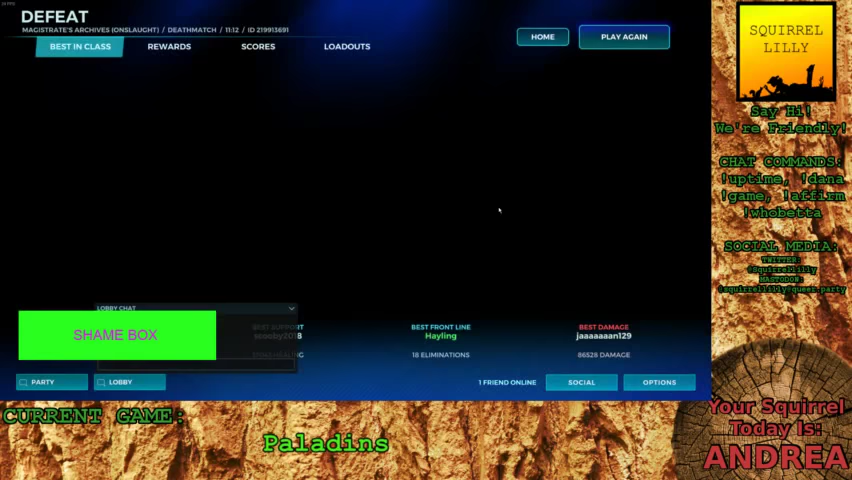 DEFEAT
MAGISTRATE'S ARCHIVES (ONSLAUGHT) / DEATHMATCH / 11:12 / ID 219913691
BEST IN CLASS
REWARDS
SCORES
LOADOUTS
HOME
PLAY AGAIN
SQUIRREL
LILLY
Say Hi!
We're Friendly!
CHAT COMMANDS:
!uptime, !dana
!game, !affirm
!whobetta
SOCIAL MEDIA:
TWITTER:
@Squirrellilly
MASTODON:
@squirrellilly@queer.party
LOBBY CHAT
SHAME BOX
BEST SUPPORT
BEST FRONT LINE
Hayling
18 ELIMINATIONS
BEST DAMAGE
jaaaaaaan129
86528 DAMAGE
PARTY
LOBBY
1 FRIEND ONLINE
SOCIAL
OPTIONS
CURRENT GAME:
Paladins
Your Squirrel
Today Is:
ANDREA